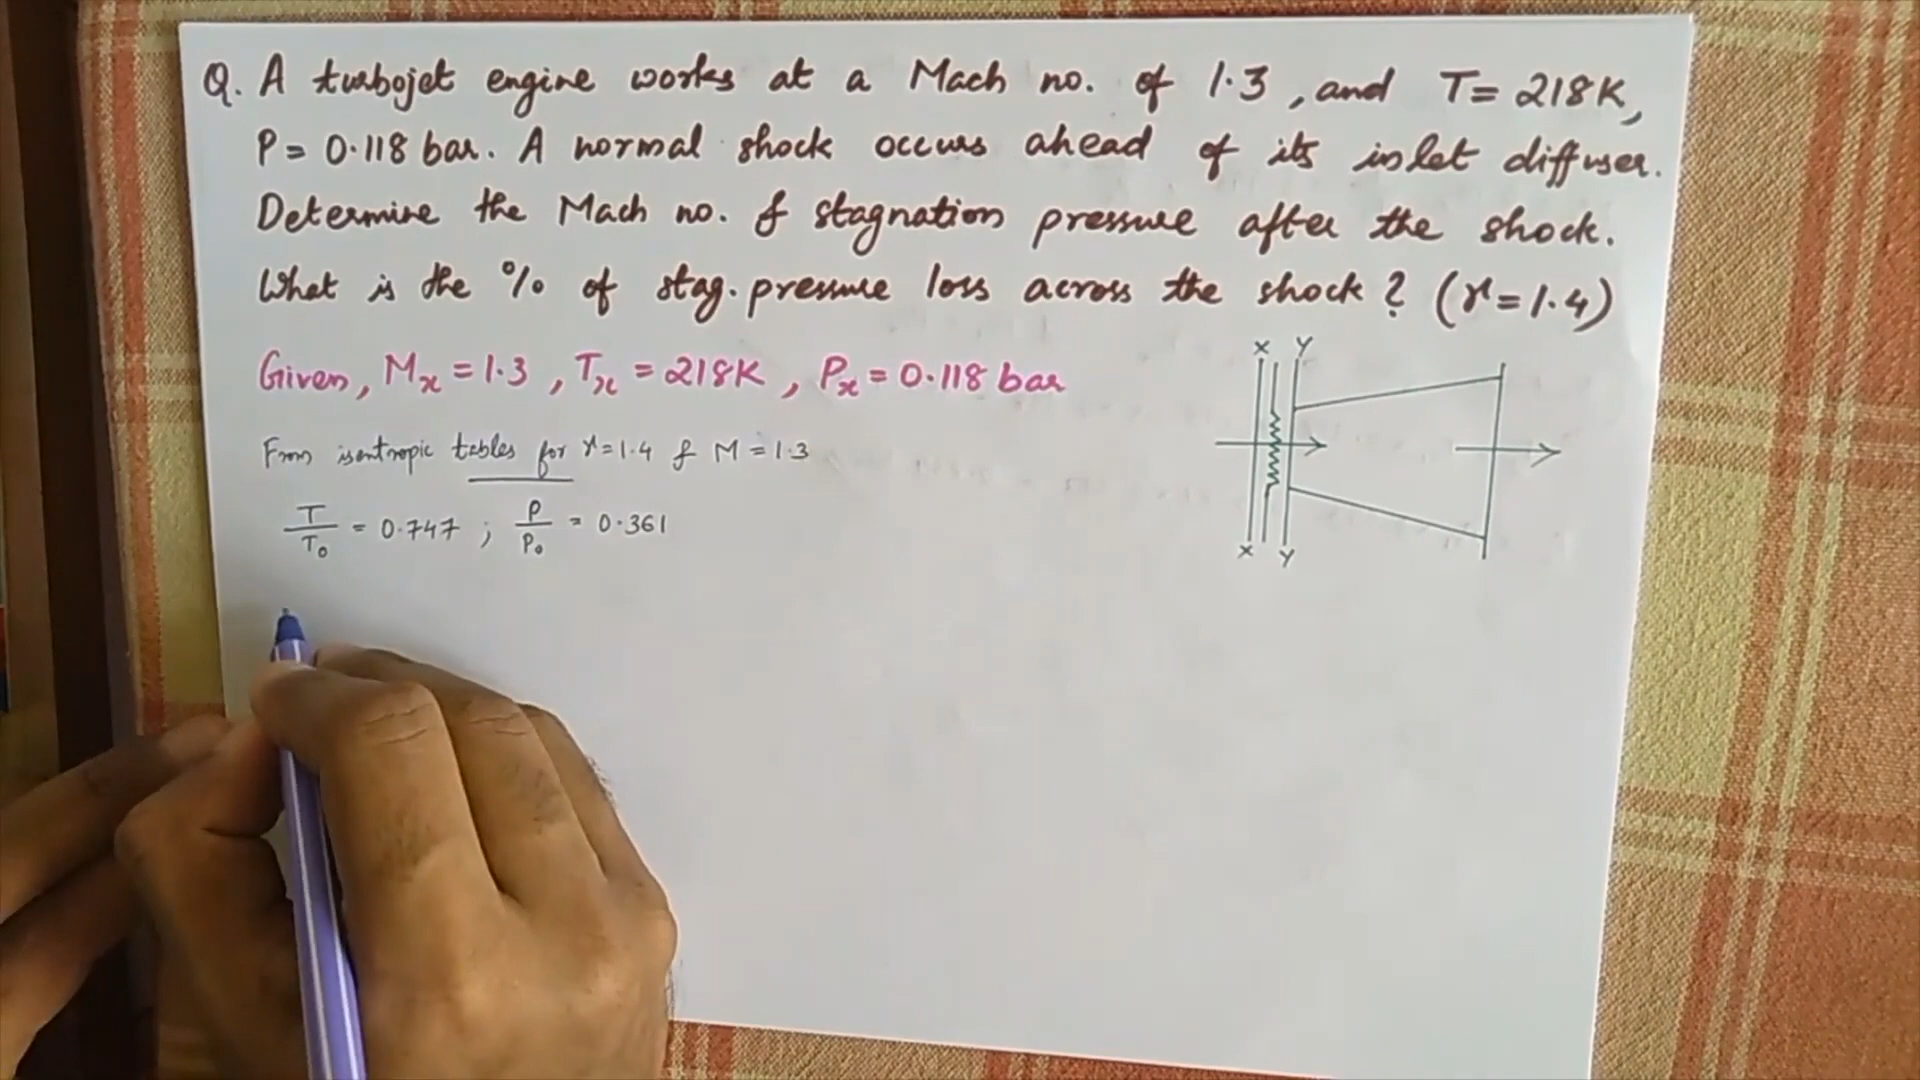 Q. A turbojet engine works at a Mach no. of 1.3, and T = 218K,
P = 0.118 bar. A normal shock occurs ahead of its inlet diffuser.
Determine the Mach no. & stagnation pressure after the shock.
What is the % of stag. pressure loss across the shock? (γ = 1.4)
Given, Mx = 1.3, Tx = 218K, Px = 0.118 bar
X Y
From isentropic tables for γ = 1.4 & M = 1.3
T/T₀ = 0.747 ; P/P₀ = 0.361
X Y